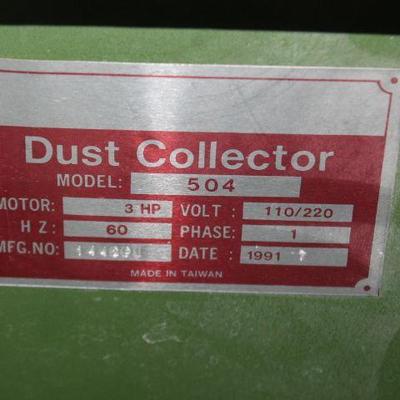 Dust Collector
MODEL: 504
MOTOR: 3 HP VOLT : 110/220
H Z : 60 PHASE: 1
MFG.NO: DATE : 1991
MADE IN TAIWAN